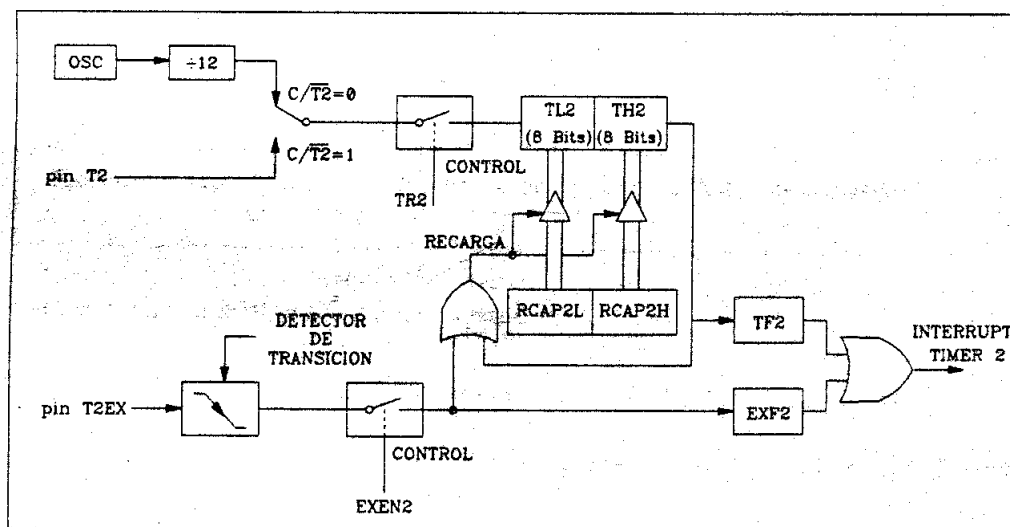 OSC
÷12
C/T2=0
C/T2=1
pin T2
CONTROL
TR2
TL2
(8 Bits)
TH2
(8 Bits)
RECARGA
RCAP2L
RCAP2H
DETECTOR
DE
TRANSICION
pin T2EX
CONTROL
EXEN2
TF2
EXF2
INTERRUPT
TIMER 2